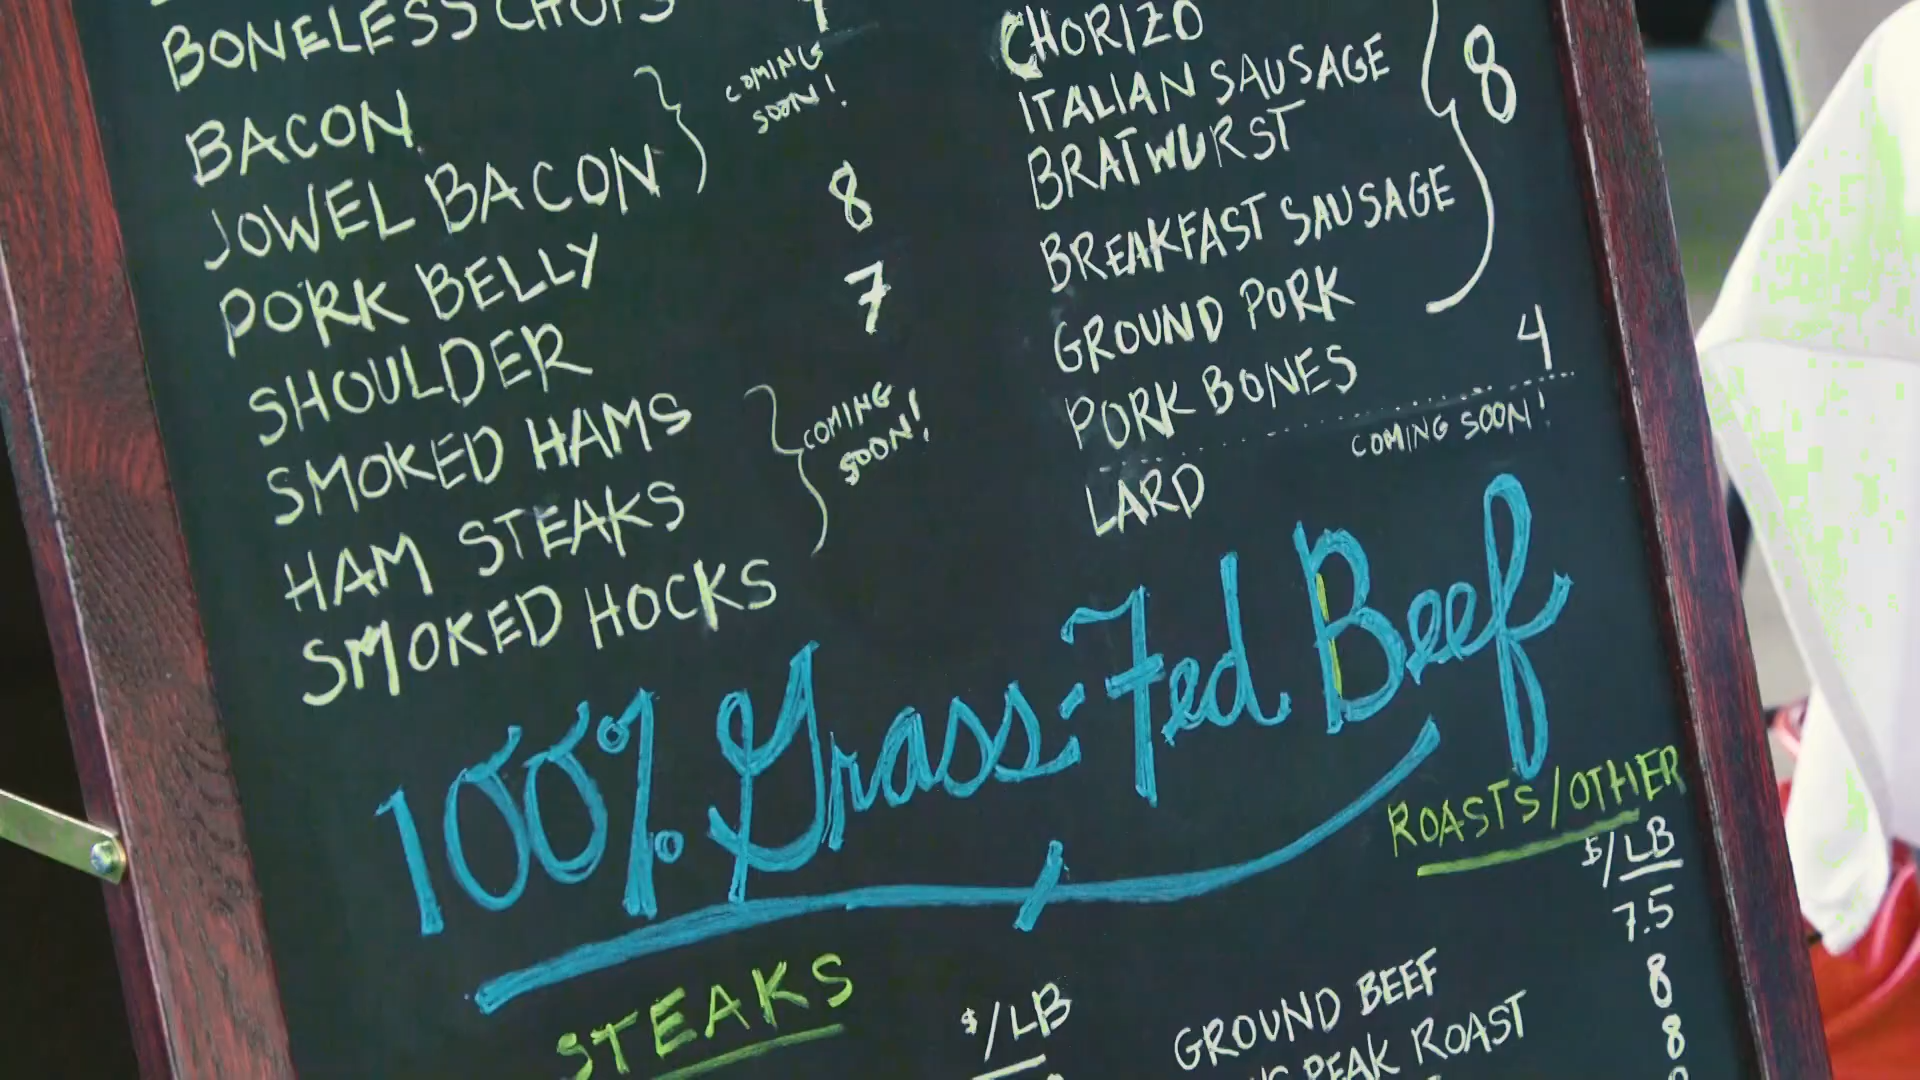 BONELESS CHOPS
BACON
JOWEL BACON
COMING
SOON!
PORK BELLY 8
SHOULDER 7
SMOKED HAMS
HAM STEAKS
SMOKED HOCKS
COMING
SOON!
CHORIZO
ITALIAN SAUSAGE
BRATWURST
BREAKFAST SAUSAGE
GROUND PORK
8
PORK BONES 4
LARD COMING SOON!
100% Grass-Fed Beef
STEAKS
$/LB
ROASTS/OTHER
$/LB
GROUND BEEF 7.5
PEAK ROAST 8
8